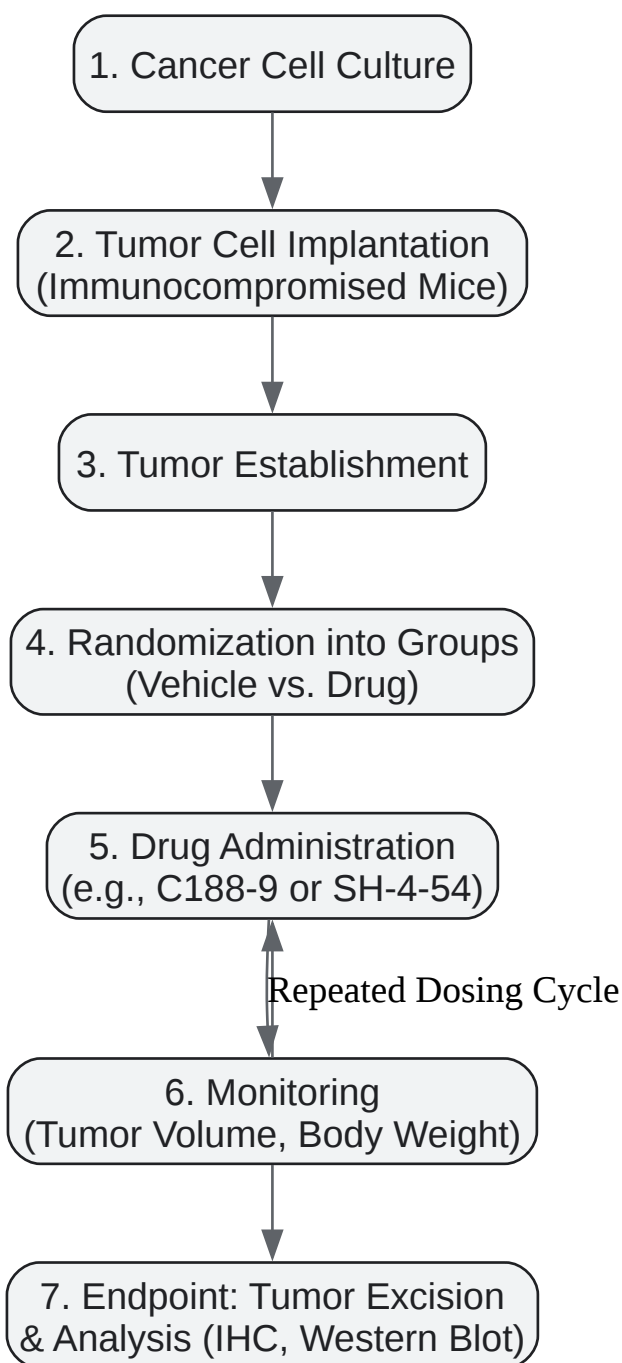 1. Cancer Cell Culture
2. Tumor Cell Implantation
(Immunocompromised Mice)
3. Tumor Establishment
4. Randomization into Groups
(Vehicle vs. Drug)
5. Drug Administration
(e.g., C188-9 or SH-4-54)
Repeated Dosing Cycle
6. Monitoring
(Tumor Volume, Body Weight)
7. Endpoint: Tumor Excision
& Analysis (IHC, Western Blot)